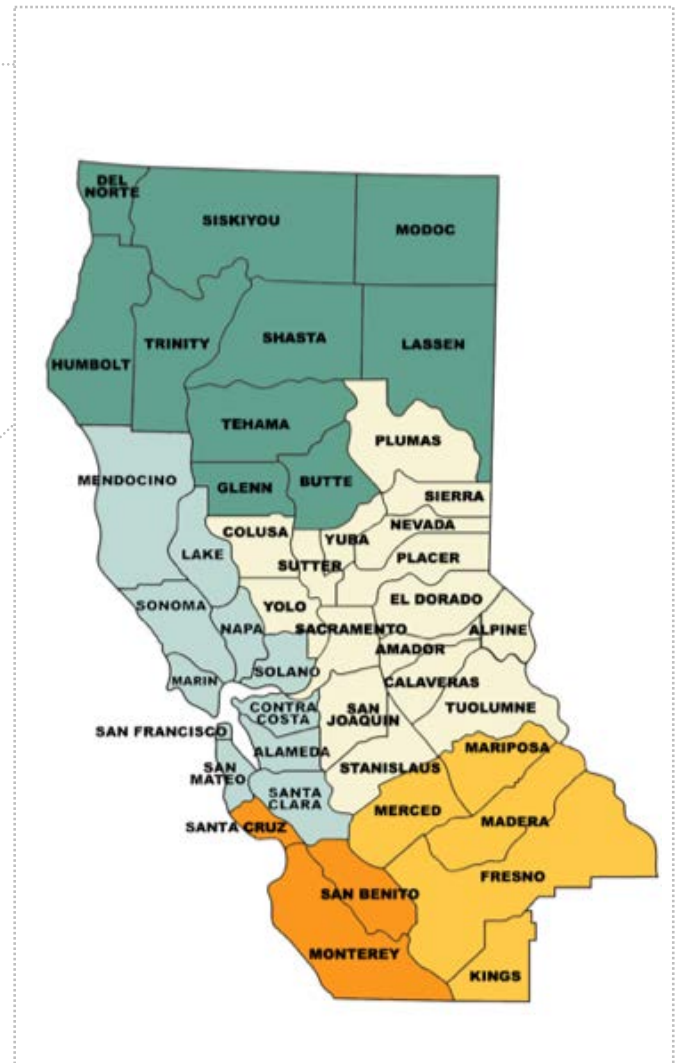 DEL
NORTE
SISKIYOU
MODOC
HUMBOLT
TRINITY
SHASTA
LASSEN
TEHAMA
PLUMAS
MENDOCINO
GLENN
BUTTE
SIERRA
COLUSA
YUBA
NEVADA
LAKE
SUTTER
PLACER
SONOMA
YOLO
EL DORADO
NAPA
SACRAMENTO
ALPINE
AMADOR
MARIN
SOLANO
CALAVERAS
CONTRA
COSTA
SAN
JOAQUIN
TUOLUMNE
SAN FRANCISCO
ALAMEDA
MARIPOSA
SAN
MATEO
STANISLAUS
SANTA
CLARA
MERCED
SANTA CRUZ
MADERA
FRESNO
SAN BENITO
MONTEREY
KINGS